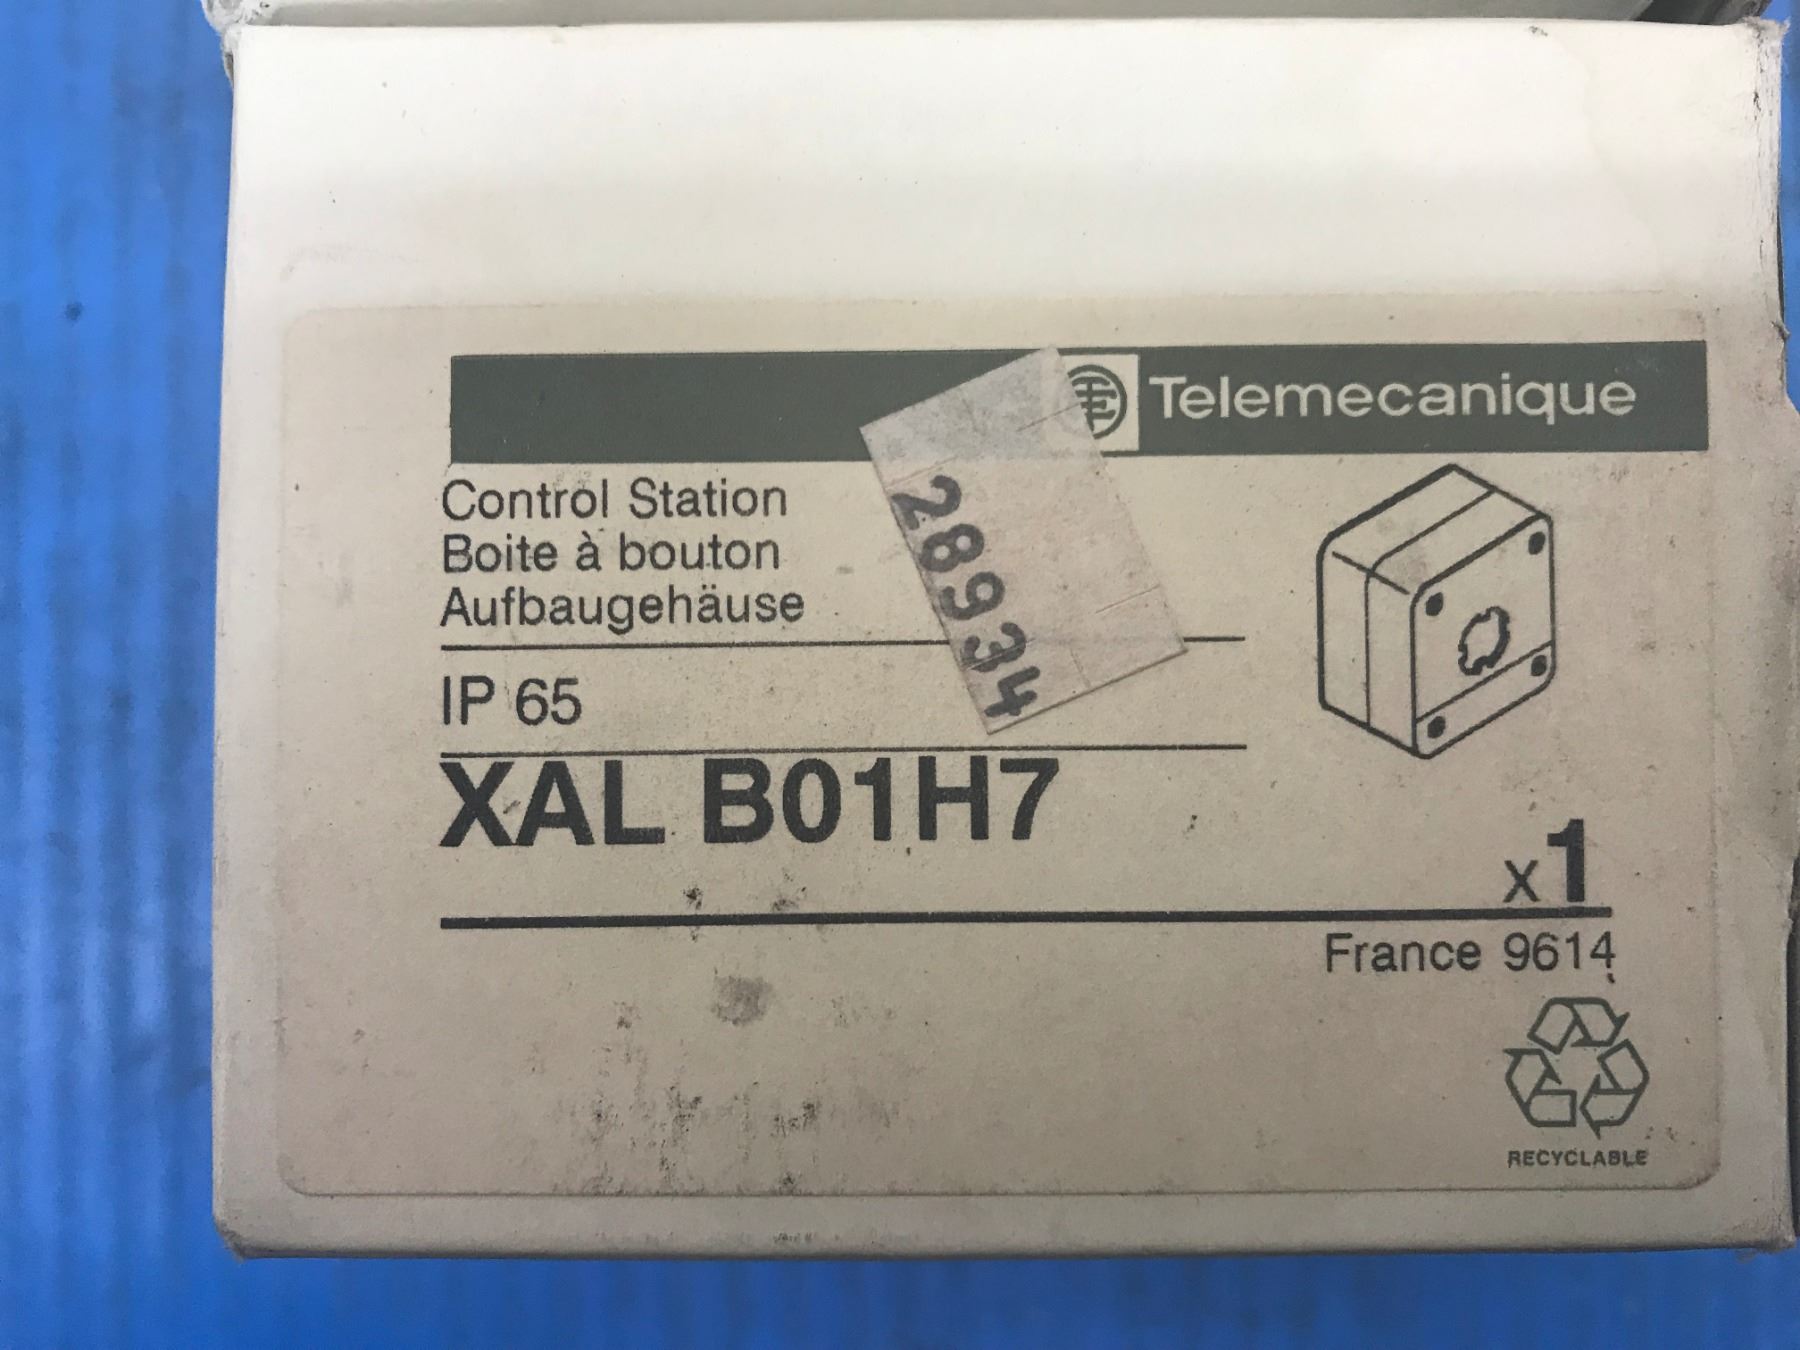 Telemecanique
Control Station
Boite à bouton
Aufbaugehäuse
28934
IP 65
XAL B01H7
x1
France 9614
RECYCLABLE